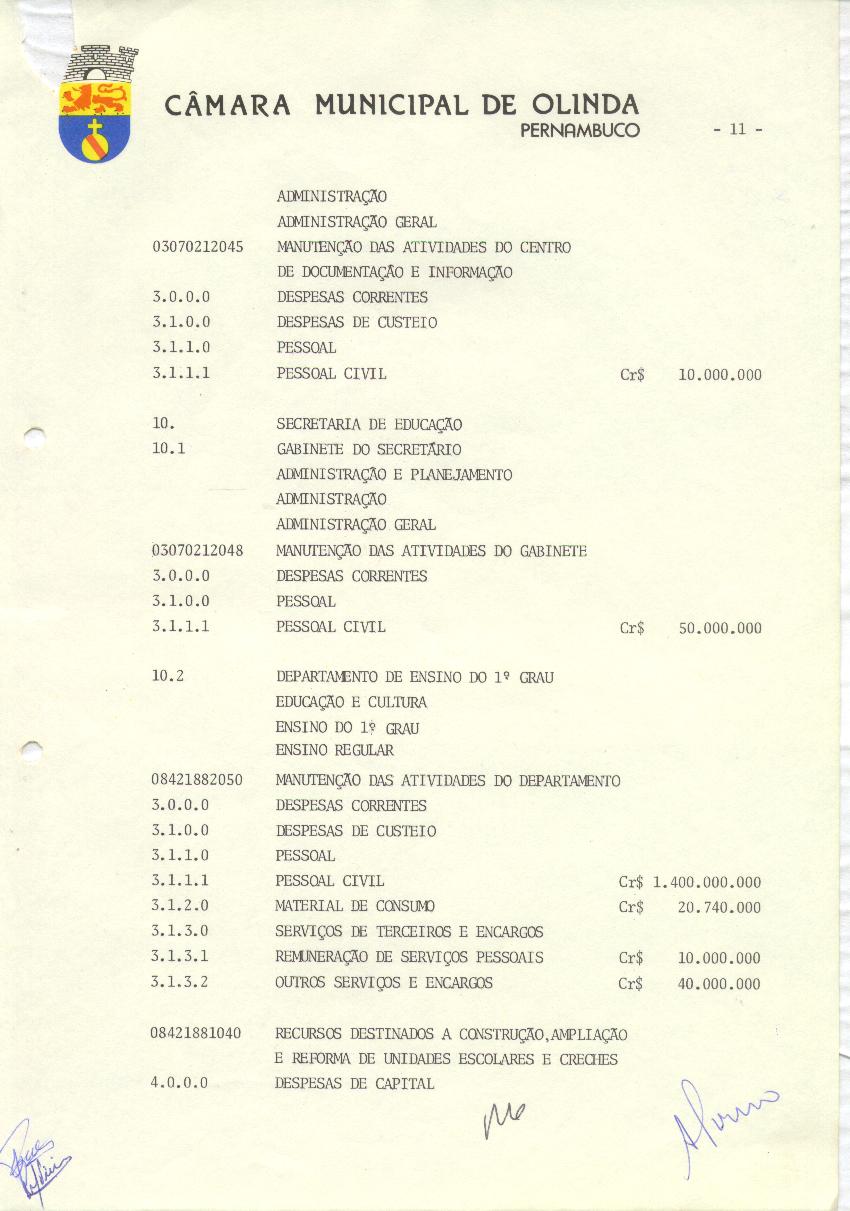 CÂMARA MUNICIPAL DE OLINDA
PERNAMBUCO - 11 -
ADMINISTRAÇÃO
ADMINISTRAÇÃO GERAL
03070212045 MANUTENÇÃO DAS ATIVIDADES DO CENTRO
DE DOCUMENTAÇÃO E INFORMAÇÃO
3.0.0.0 DESPESAS CORRENTES
3.1.0.0 DESPESAS DE CUSTEIO
3.1.1.0 PESSOAL
3.1.1.1 PESSOAL CIVIL Cr$ 10.000.000
10. SECRETARIA DE EDUCAÇÃO
10.1 GABINETE DO SECRETÁRIO
ADMINISTRAÇÃO E PLANEJAMENTO
ADMINISTRAÇÃO
ADMINISTRAÇÃO GERAL
03070212048 MANUTENÇÃO DAS ATIVIDADES DO GABINETE
3.0.0.0 DESPESAS CORRENTES
3.1.0.0 PESSOAL
3.1.1.1 PESSOAL CIVIL Cr$ 50.000.000
10.2 DEPARTAMENTO DE ENSINO DO 1º GRAU
EDUCAÇÃO E CULTURA
ENSINO DO 1º GRAU
ENSINO REGULAR
08421882050 MANUTENÇÃO DAS ATIVIDADES DO DEPARTAMENTO
3.0.0.0 DESPESAS CORRENTES
3.1.0.0 DESPESAS DE CUSTEIO
3.1.1.0 PESSOAL
3.1.1.1 PESSOAL CIVIL Cr$ 1.400.000.000
3.1.2.0 MATERIAL DE CONSUMO Cr$ 20.740.000
3.1.3.0 SERVIÇOS DE TERCEIROS E ENCARGOS
3.1.3.1 REMUNERAÇÃO DE SERVIÇOS PESSOAIS Cr$ 10.000.000
3.1.3.2 OUTROS SERVIÇOS E ENCARGOS Cr$ 40.000.000
08421881040 RECURSOS DESTINADOS A CONSTRUÇÃO,AMPLIAÇÃO
E REFORMA DE UNIDADES ESCOLARES E CRECHES
4.0.0.0 DESPESAS DE CAPITAL